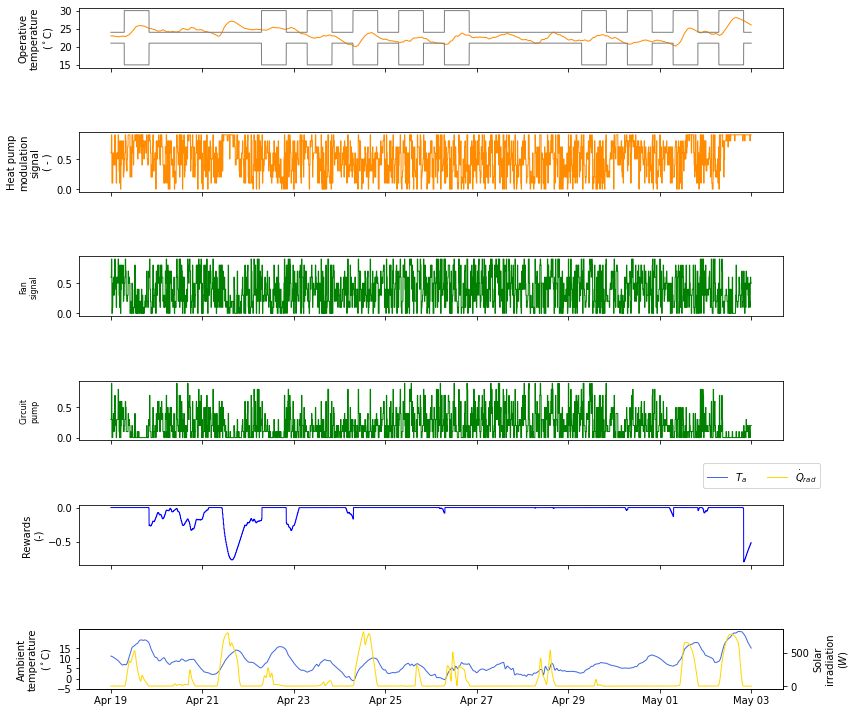 Operative
temperature
(°C)
30
25
20
15
Heat pump
modulation
signal
( - )
0.5
0.0
Fan
signal
0.5
0.0
Circuit
pump
0.5
0.0
T_a
Q̇_rad
Rewards
(-)
0.0
−0.5
Ambient
temperature
(°C)
15
10
5
0
−5
500
0
Solar
irradiation
(W)
Apr 19 Apr 21 Apr 23 Apr 25 Apr 27 Apr 29 May 01 May 03